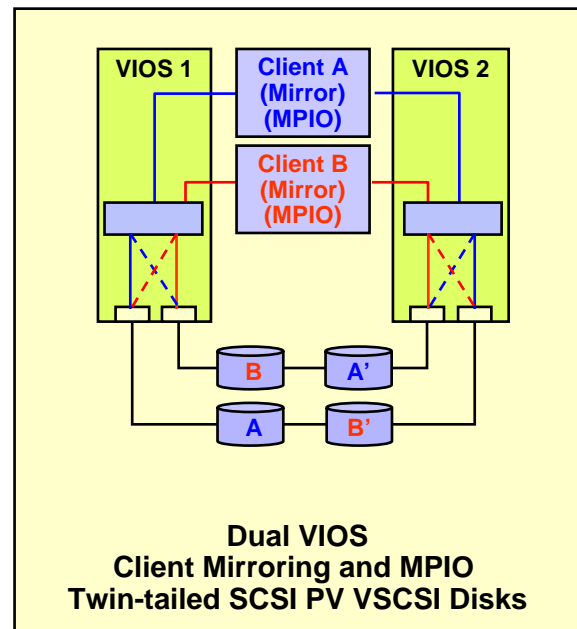 VIOS 1
Client A
(Mirror)
(MPIO)
VIOS 2
Client B
(Mirror)
(MPIO)
B
A’
A
B’
Dual VIOS
Client Mirroring and MPIO
Twin-tailed SCSI PV VSCSI Disks